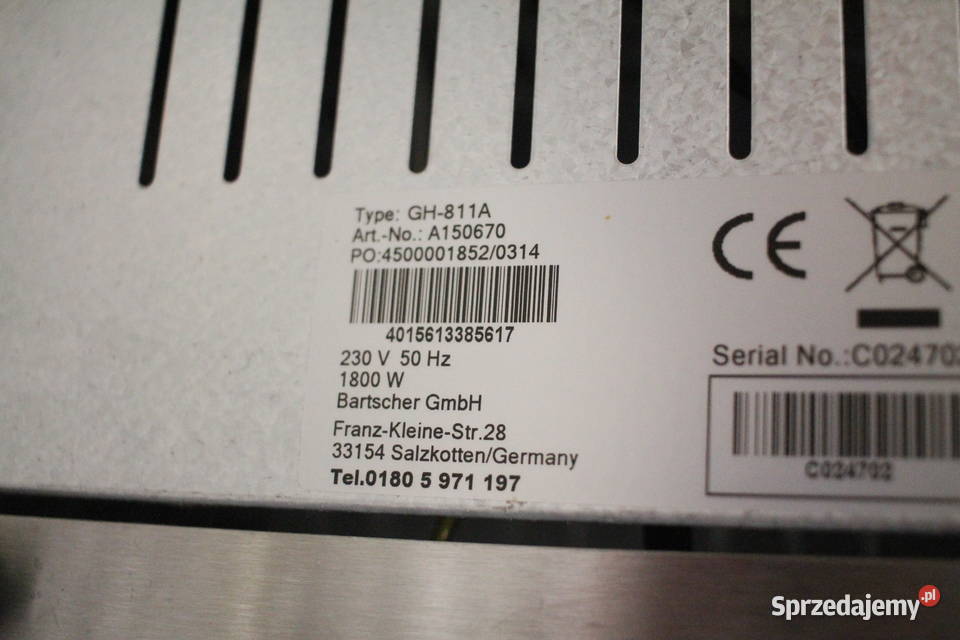 Type: GH-811A
Art.-No.: A150670
PO:4500001852/0314
4015613385617
230 V 50 Hz
1800 W
Bartscher GmbH
Franz-Kleine-Str.28
33154 Salzkotten/Germany
Tel.0180 5 971 197
CE
Serial No.:C024702
C024702
Sprzedajemy.pl